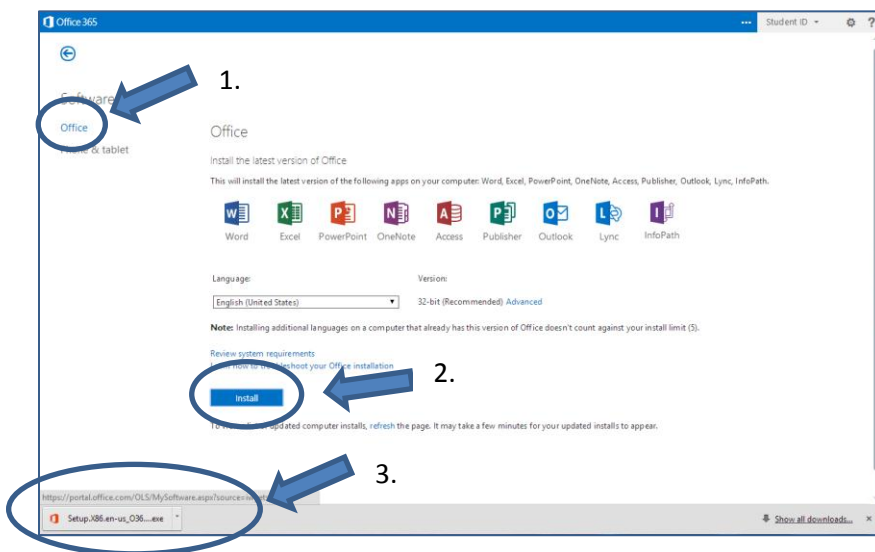 Office 365
... Student ID ?
1.
Software
Office
Phone & tablet
Office
Install the latest version of Office
This will install the latest version of the following apps on your computer: Word, Excel, PowerPoint, OneNote, Access, Publisher, Outlook, Lync, InfoPath.
Word Excel PowerPoint OneNote Access Publisher Outlook Lync InfoPath
Language: Version:
English (United States) 32-bit (Recommended) Advanced
Note: Installing additional languages on a computer that already has this version of Office doesn't count against your install limit (5).
Review system requirements
how to troubleshoot your Office installation
2.
Install
updated computer installs, refresh the page. It may take a few minutes for your updated installs to appear.
3.
https://portal.office.com/OLS/MySoftware.aspx?source=
Setup.X86.en-us_O36....exe Show all downloads... ×